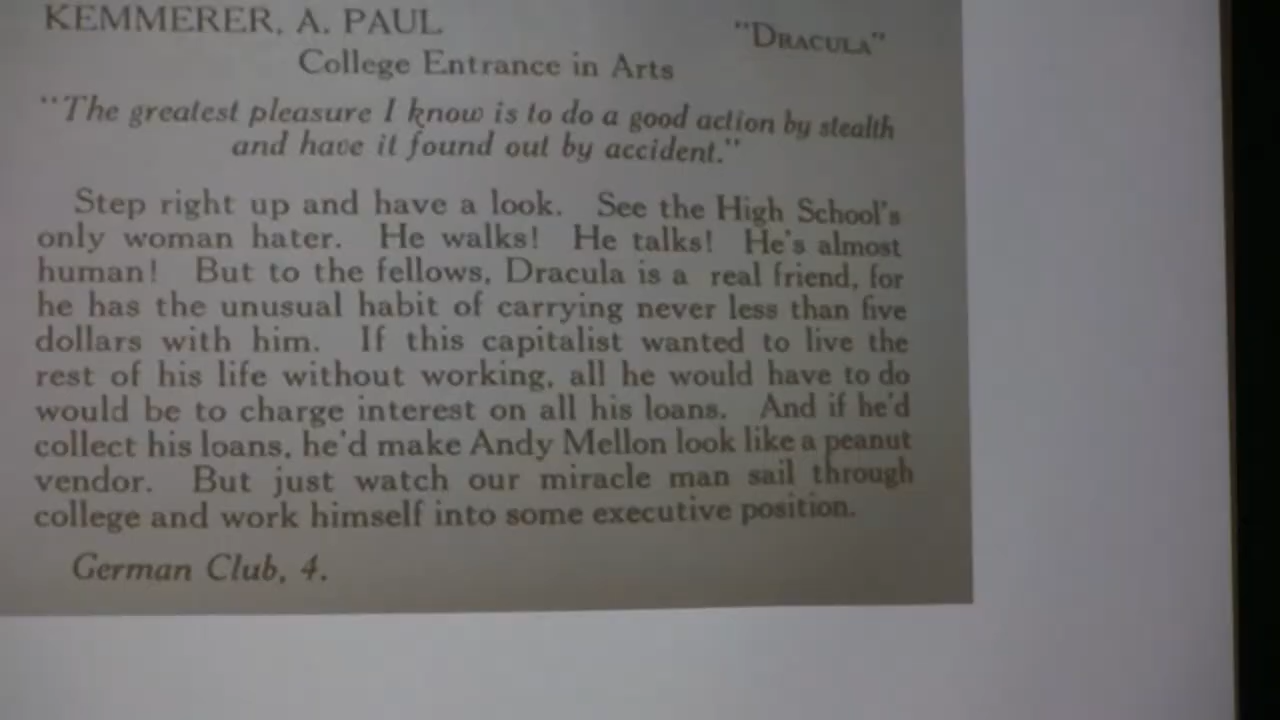 KEMMERER, A. PAUL "DRACULA"
College Entrance in Arts
"The greatest pleasure I know is to do a good action by stealth
and have it found out by accident."
Step right up and have a look. See the High School's
only woman hater. He walks! He talks! He's almost
human! But to the fellows, Dracula is a real friend, for
he has the unusual habit of carrying never less than five
dollars with him. If this capitalist wanted to live the
rest of his life without working, all he would have to do
would be to charge interest on all his loans. And if he'd
collect his loans, he'd make Andy Mellon look like a peanut
vendor. But just watch our miracle man sail through
college and work himself into some executive position.
German Club, 4.